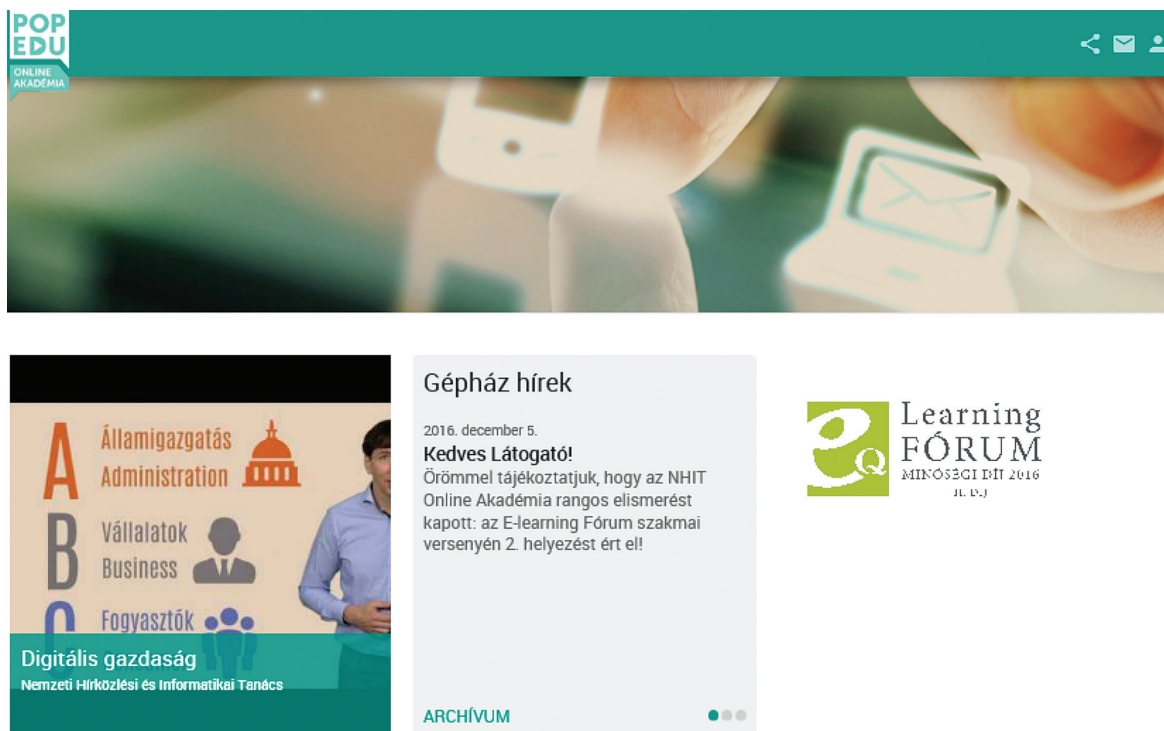 POP
EDU
ONLINE
AKADÉMIA
A
Államigazgatás
Administration
B
Vállalatok
Business
C
Fogyasztók
Digitális gazdaság
Nemzeti Hírközlési és Informatikai Tanács
Gépház hírek
2016. december 5.
Kedves Látogató!
Örömmel tájékoztatjuk, hogy az NHIT
Online Akadémia rangos elismerést
kapott: az E-learning Fórum szakmai
versenyén 2. helyezést ért el!
ARCHÍVUM
eQ
Learning
FÓRUM
MINŐSÉGI DÍJ 2016